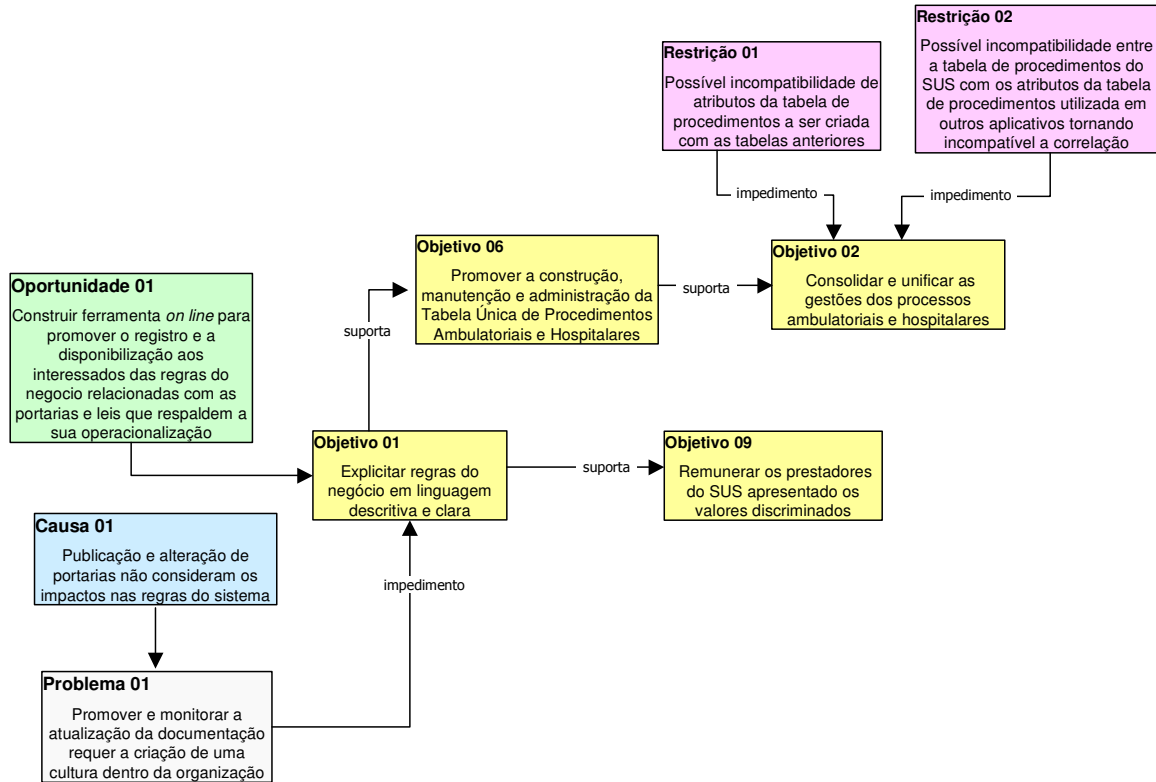 Restrição 02
Possível incompatibilidade entre
a tabela de procedimentos do
SUS com os atributos da tabela
de procedimentos utilizada em
outros aplicativos tornando
incompatível a correlação
Restrição 01
Possível incompatibilidade de
atributos da tabela de
procedimentos a ser criada
com as tabelas anteriores
impedimento
impedimento
Objetivo 06
Promover a construção,
manutenção e administração da
Tabela Única de Procedimentos
Ambulatoriais e Hospitalares
suporta
Objetivo 02
Consolidar e unificar as
gestões dos processos
ambulatoriais e hospitalares
Oportunidade 01
Construir ferramenta on line para
promover o registro e a
disponibilização aos
interessados das regras do
negocio relacionadas com as
portarias e leis que respaldem a
sua operacionalização
suporta
Objetivo 01
Explicitar regras do
negócio em linguagem
descritiva e clara
suporta
Objetivo 09
Remunerar os prestadores
do SUS apresentado os
valores discriminados
Causa 01
Publicação e alteração de
portarias não consideram os
impactos nas regras do sistema
impedimento
Problema 01
Promover e monitorar a
atualização da documentação
requer a criação de uma
cultura dentro da organização